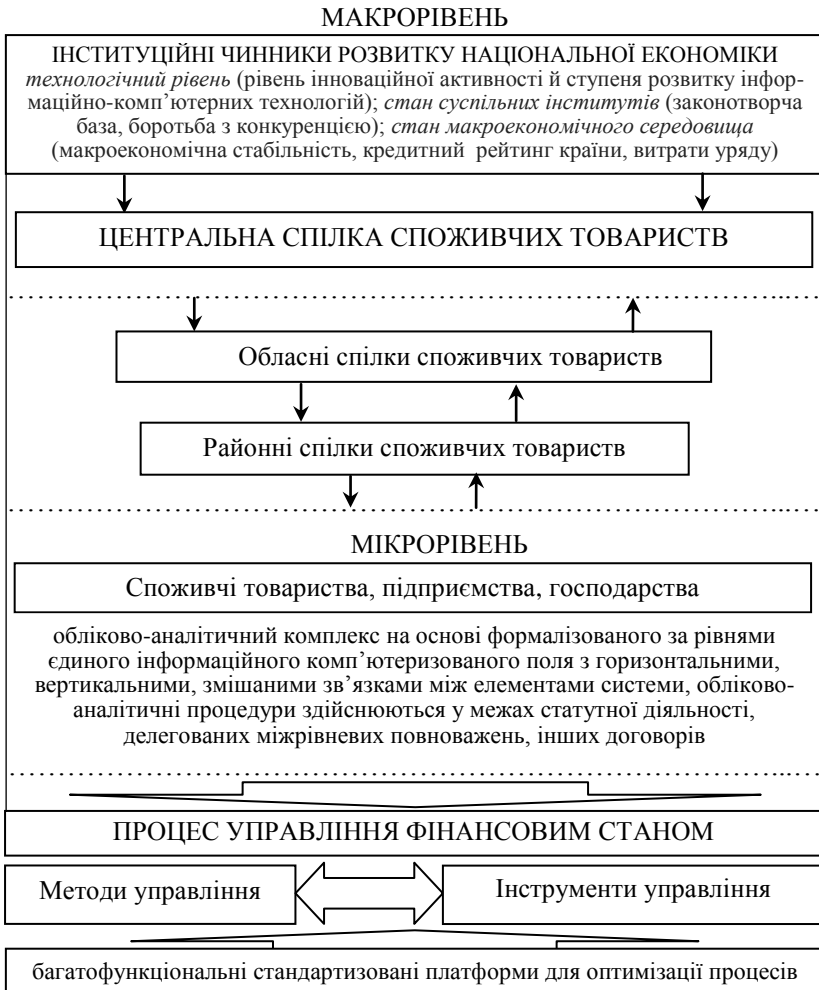 МАКРОРІВЕНЬ
ІНСТИТУЦІЙНІ ЧИННИКИ РОЗВИТКУ НАЦІОНАЛЬНОЇ ЕКОНОМІКИ
технологічний рівень (рівень інноваційної активності й ступеня розвитку інфор-
маційно-комп’ютерних технологій); стан суспільних інститутів (законотворча
база, боротьба з конкуренцією); стан макроекономічного середовища
(макроекономічна стабільність, кредитний рейтинг країни, витрати уряду)
ЦЕНТРАЛЬНА СПІЛКА СПОЖИВЧИХ ТОВАРИСТВ
Обласні спілки споживчих товариств
Районні спілки споживчих товариств
МІКРОРІВЕНЬ
Споживчі товариства, підприємства, господарства
обліково-аналітичний комплекс на основі формалізованого за рівнями
єдиного інформаційного комп’ютеризованого поля з горизонтальними,
вертикальними, змішаними зв’язками між елементами системи, обліково-
аналітичні процедури здійснюються у межах статутної діяльності,
делегованих міжрівневих повноважень, інших договорів
ПРОЦЕС УПРАВЛІННЯ ФІНАНСОВИМ СТАНОМ
Методи управління
Інструменти управління
багатофункціональні стандартизовані платформи для оптимізації процесів